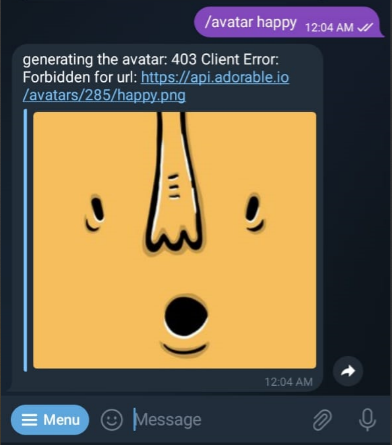 /avatar happy 12:04 AM
generating the avatar: 403 Client Error:
Forbidden for url: https://api.adorable.io
/avatars/285/happy.png
12:04 AM
Menu
Message